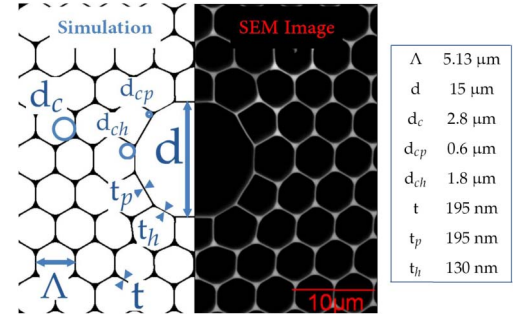 Simulation
SEM Image
d_c
d_cp
d_ch
d
t_p
t_h
Λ
t
10µm
Λ 5.13 µm
d 15 µm
d_c 2.8 µm
d_cp 0.6 µm
d_ch 1.8 µm
t 195 nm
t_p 195 nm
t_h 130 nm